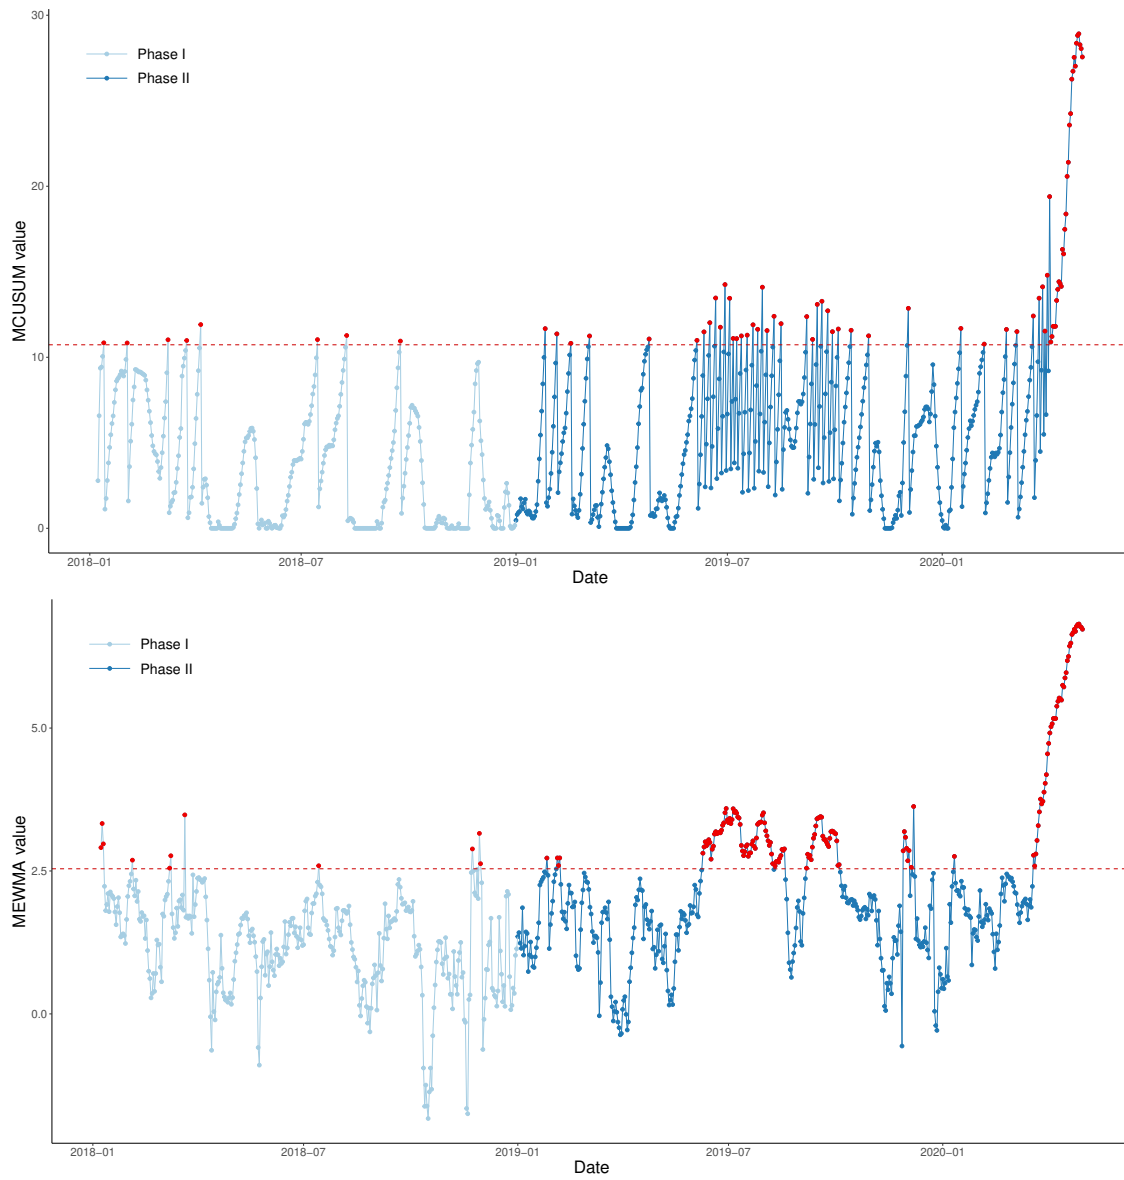 30
Phase I
Phase II
20
MCUSUM value
10
0
2018–01
2018–07
2019–01
2019–07
2020–01
Date
Phase I
Phase II
5.0
MEWMA value
2.5
0.0
2018–01
2018–07
2019–01
2019–07
2020–01
Date